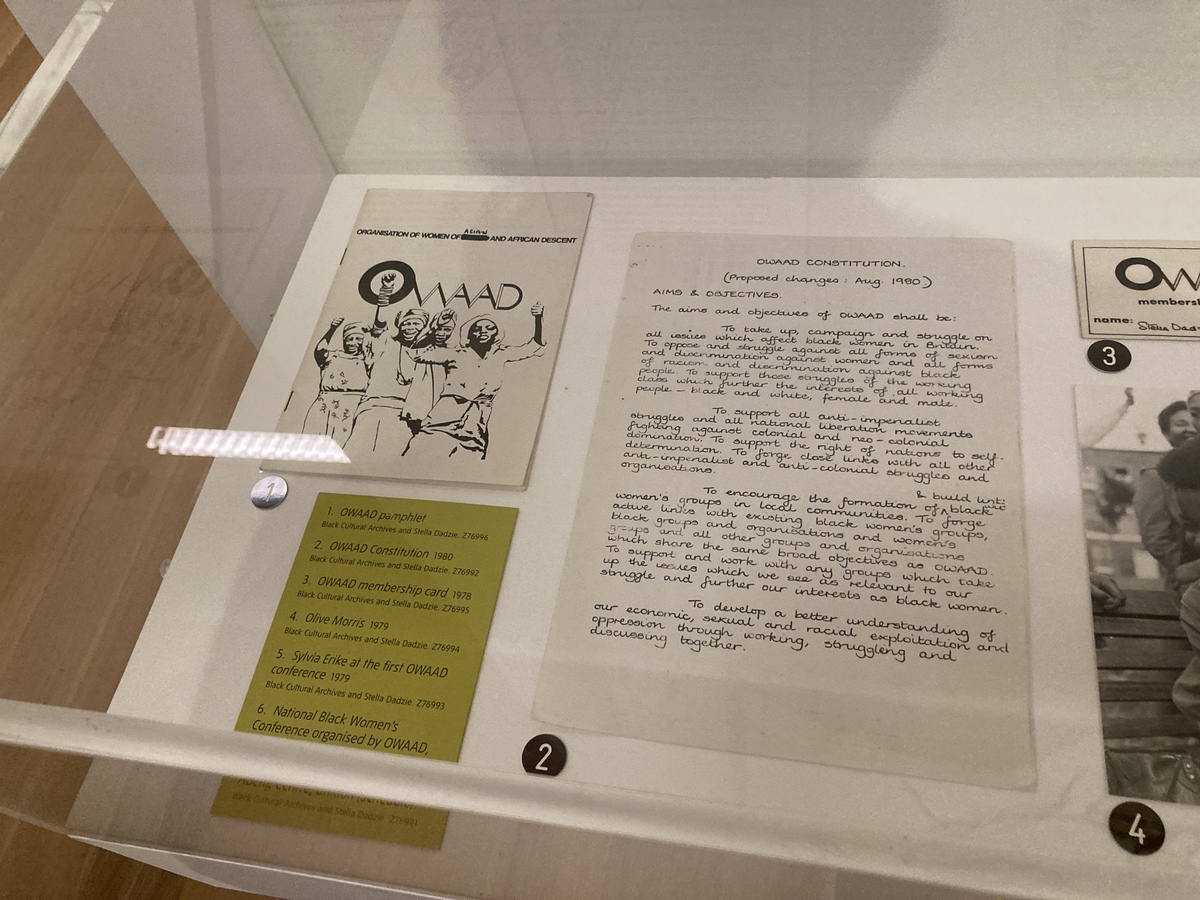 ORGANISATION OF WOMEN OF ASIAN AND AFRICAN DESCENT
OWAAD
1
1. OWAAD pamphlet
Black Cultural Archives and Stella Dadzie. Z76996
2. OWAAD Constitution 1980
Black Cultural Archives and Stella Dadzie. Z76992
3. OWAAD membership card 1978
Black Cultural Archives and Stella Dadzie. Z76995
4. Olive Morris 1979
Black Cultural Archives and Stella Dadzie. Z76994
5. Sylvia Erike at the first OWAAD
conference 1979
Black Cultural Archives and Stella Dadzie. Z76993
6. National Black Women's
Conference organised by OWAAD,
Black Cultural Archives and Stella Dadzie. Z76991
OWAAD CONSTITUTION.
(Proposed changes: Aug. 1980)
AIMS & OBJECTIVES.
The aims and objectives of OWAAD shall be:
To take up, campaign and struggle on
all issues which affect black women in Britain.
To oppose and struggle against all forms of sexism
and discrimination against women and all forms
of racism and discrimination against black
people. To support those struggles of the working
class which further the interests of all working
people – black and white, female and male.
To support all anti-imperialist
struggles and all national liberation movements
fighting against colonial and neo-colonial
domination. To support the right of nations to self-
determination. To forge close links with all other
anti-imperialist and anti-colonial struggles and
organisations.
& build
To encourage the formation of black
women's groups in local communities. To forge
active links with existing black women's groups,
black groups and organisations and women's
groups and all other groups and organisations
which share the same broad objectives as OWAAD.
To support and work with any groups which take
up the issues which we see as relevant to our
struggle and further our interests as black women.
To develop a better understanding of
our economic, sexual and racial exploitation and
oppression through working, struggling and
discussing together.
2
OW
membersh
name: Stella Dad
3
4